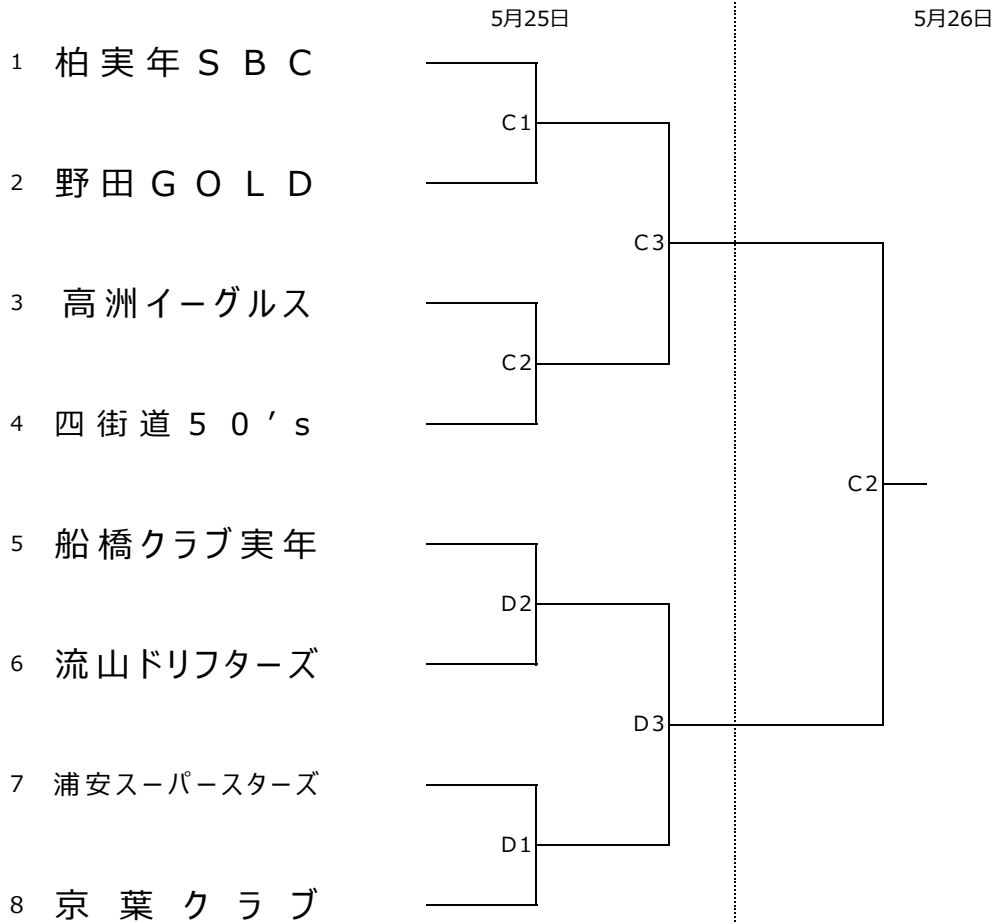 5月25日 5月26日
1 柏実年SBC
C1
2 野田GOLD
C3
3 高洲イーグルス
C2
4 四街道50's
C2
5 船橋クラブ実年
D2
6 流山ドリフターズ
D3
7 浦安スーパースターズ
D1
8 京葉クラブ